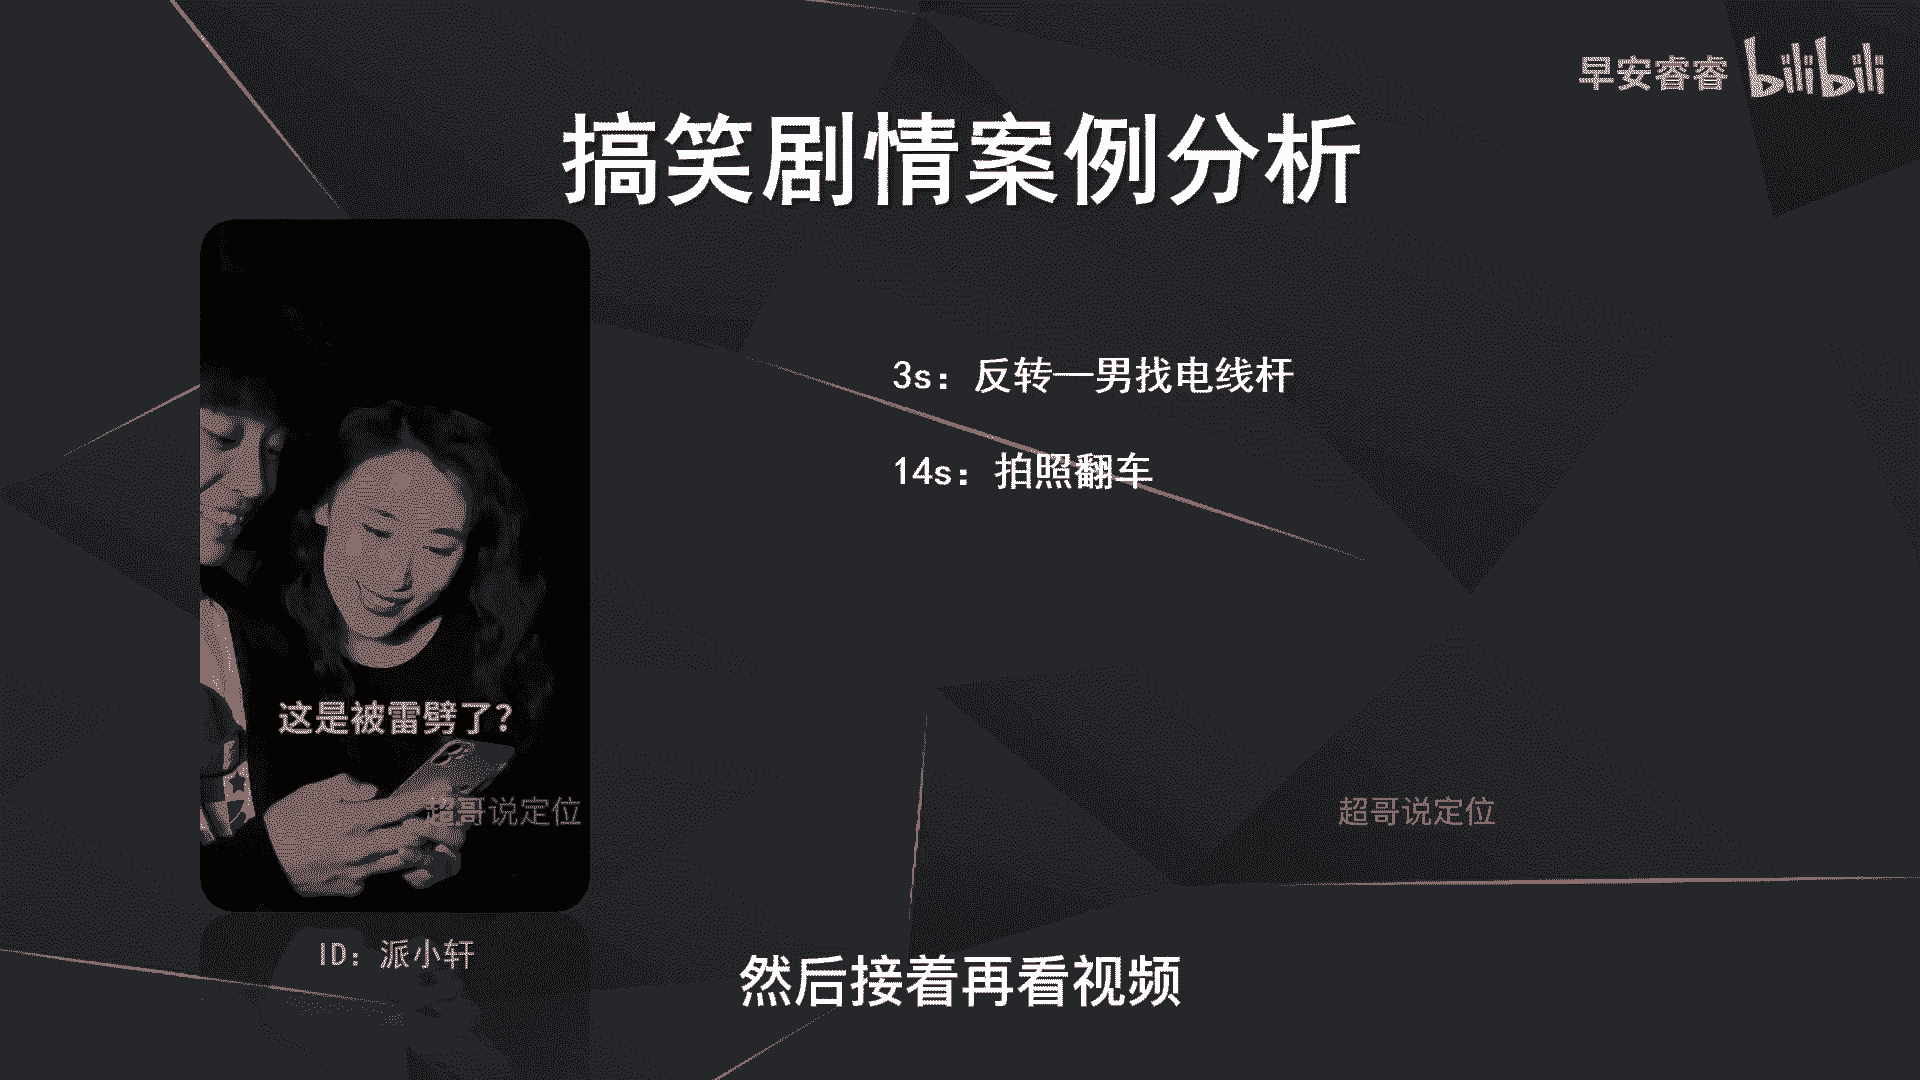 早安睿睿 bilibili
搞笑剧情案例分析
3s：反转—男找电线杆
14s：拍照翻车
这是被雷劈了？
超哥说定位
超哥说定位
ID：派小轩
然后接着再看视频